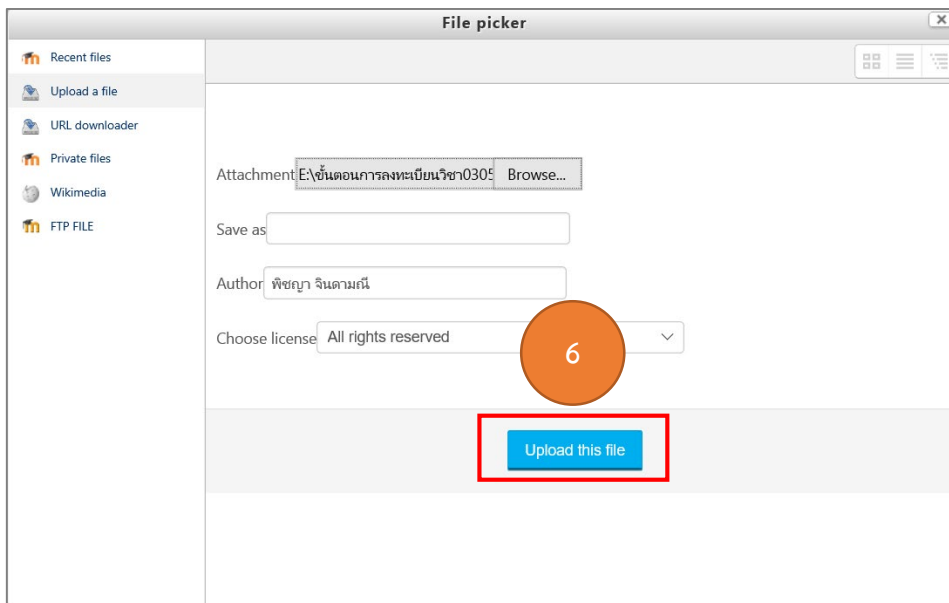 File picker
Recent files
Upload a file
URL downloader
Private files
Wikimedia
FTP FILE
Attachment E:\ขั้นตอนการลงทะเบียนวิชา0305 Browse...
Save as
Author พิชญา จินดามณี
Choose license All rights reserved
6
Upload this file